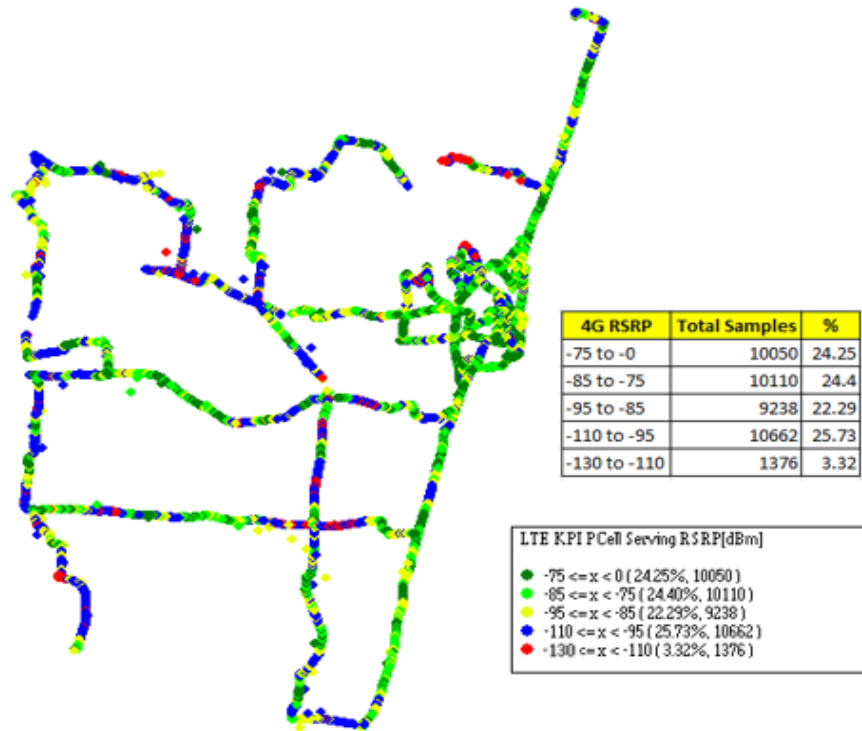 4G RSRP Total Samples %
-75 to -0 10050 24.25
-85 to -75 10110 24.4
-95 to -85 9238 22.29
-110 to -95 10662 25.73
-130 to -110 1376 3.32
LTE KPI PCell Serving RSRP[dBm]
-75 <= x < 0 ( 24.25%, 10050 )
-85 <= x < -75 ( 24.40%, 10110 )
-95 <= x < -85 ( 22.29%, 9238 )
-110 <= x < -95 ( 25.73%, 10662 )
-130 <= x < -110 ( 3.32%, 1376 )